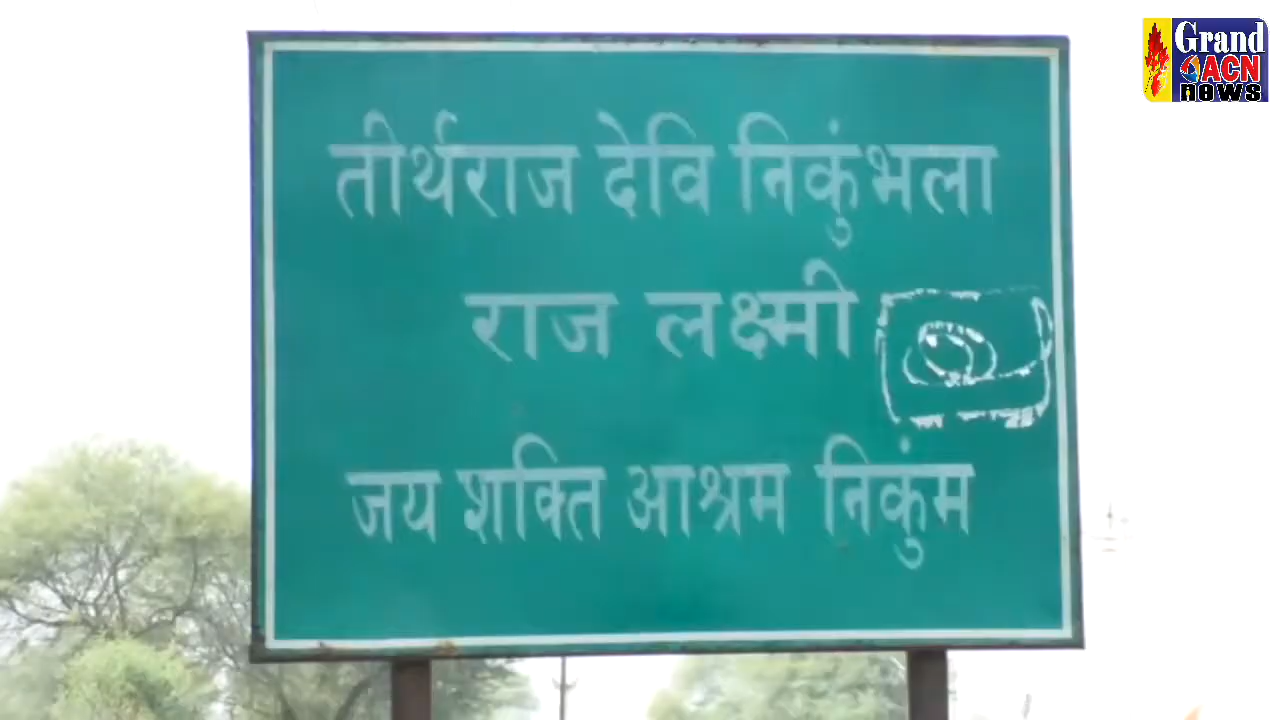 तीर्थराज देवि निकुंभला
राज लक्ष्मी
जय शक्ति आश्रम निकुंम
Grand
ACN
news